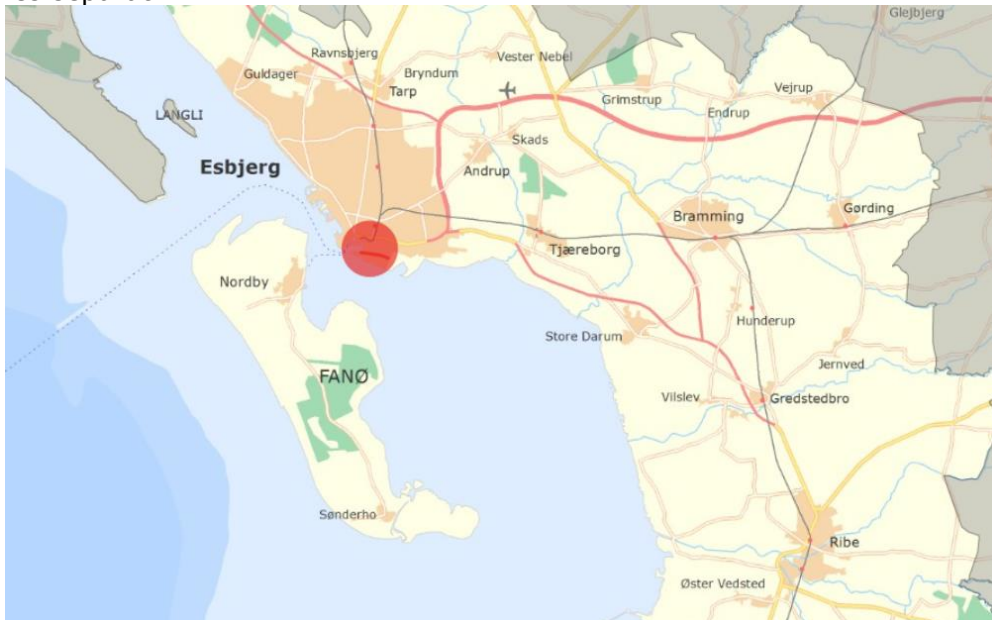 Glejbjerg
Ravnsbjerg
Vester Nebel
Guldager
Bryndum
Tarp
Vejrup
Grimstrup
Endrup
LANGLI
Skads
Esbjerg
Andrup
Gørding
Bramming
Tjæreborg
Nordby
Hunderup
Store Darum
Jernved
FANØ
Vilslev
Gredstedbro
Sønderho
Ribe
Øster Vedsted